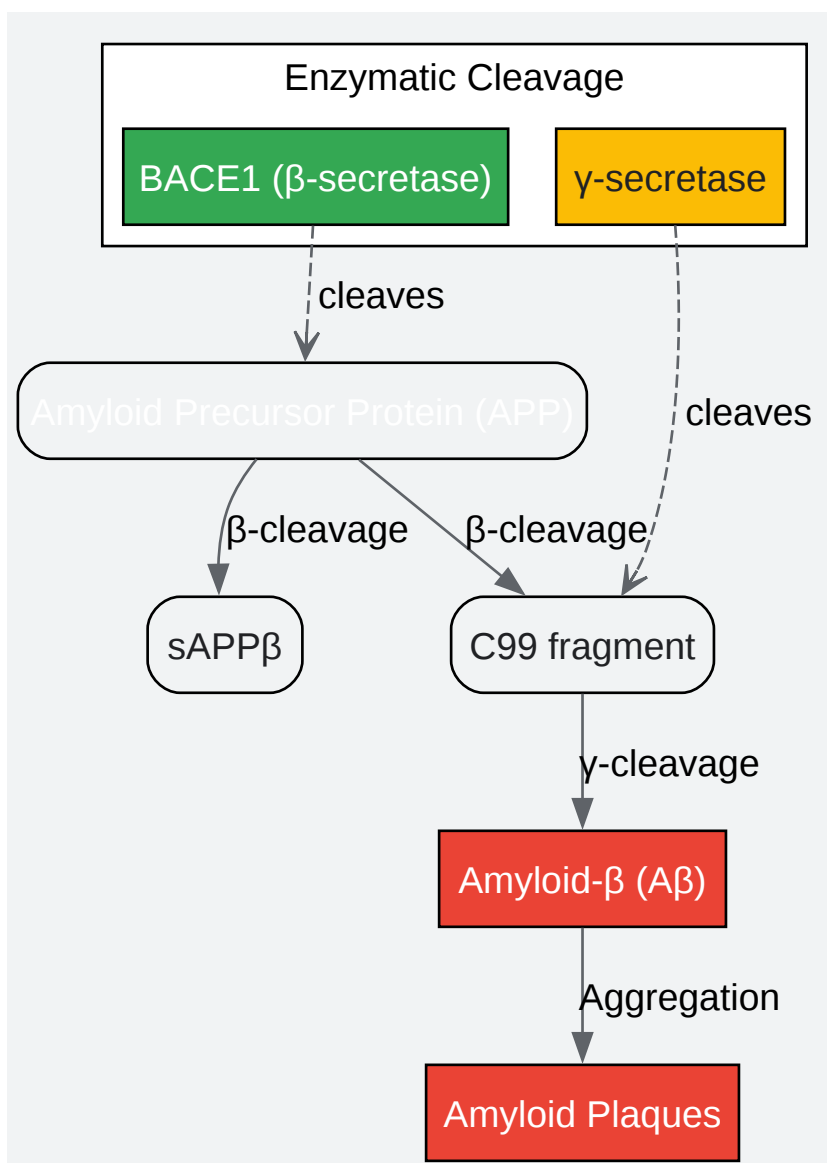 Enzymatic Cleavage
BACE1 (β-secretase)
γ-secretase
cleaves
Amyloid Precursor Protein (APP)
cleaves
β-cleavage
β-cleavage
sAPPβ
C99 fragment
γ-cleavage
Amyloid-β (Aβ)
Aggregation
Amyloid Plaques